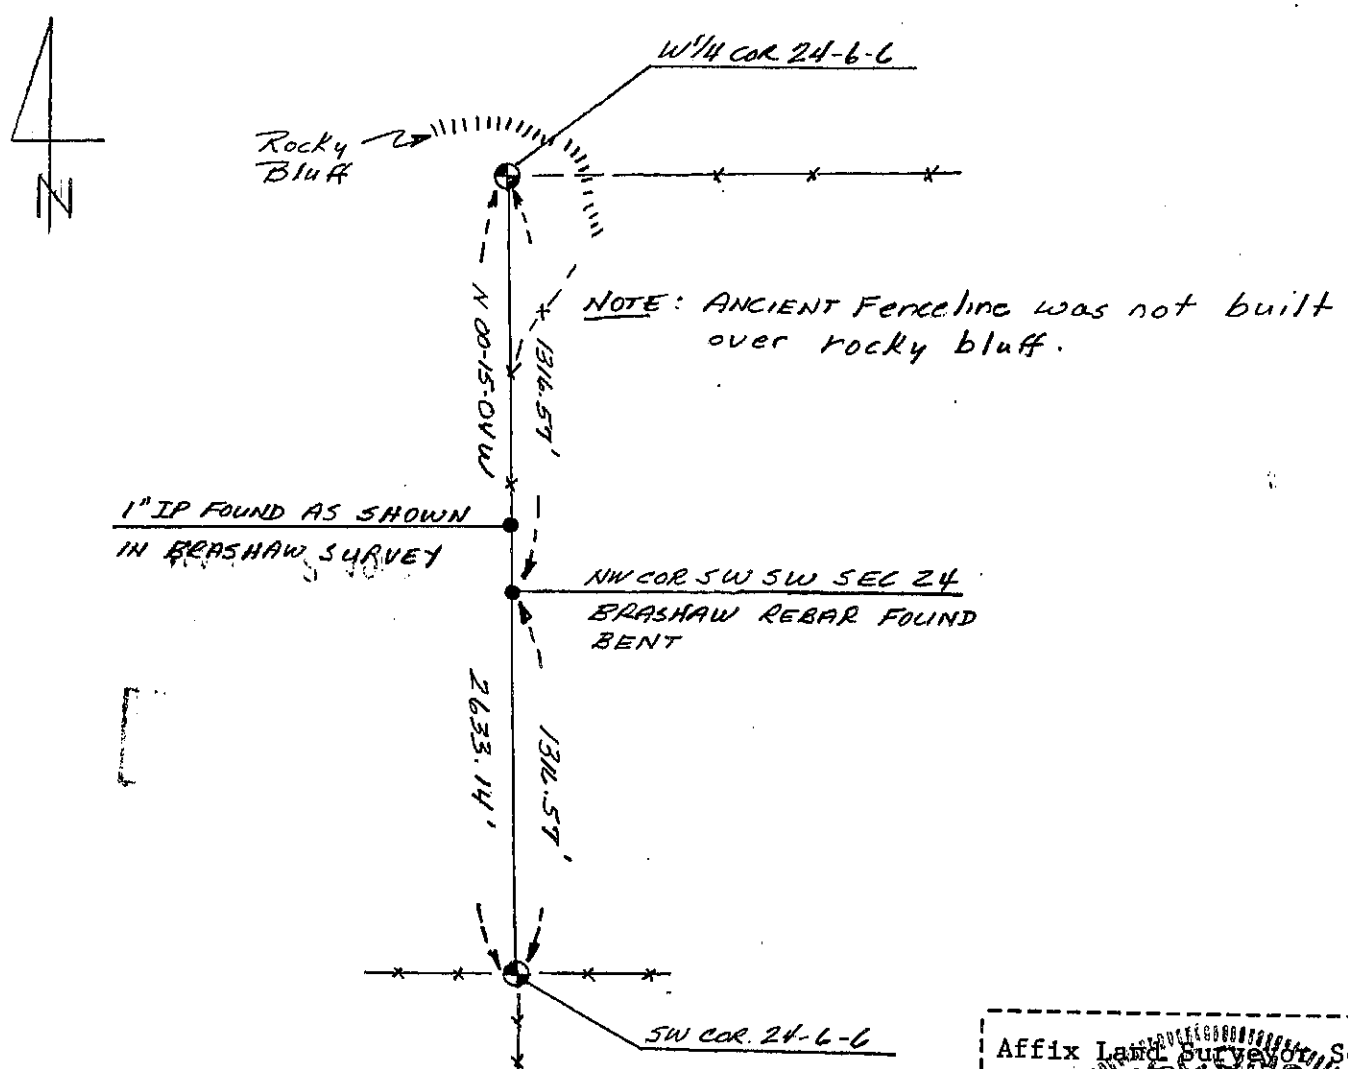 W 1/4 COR. 24-6-6
N
Rocky
Bluff
NOTE: ANCIENT Fenceline was not built
over rocky bluff.
N 00-15-04 W
1316.57'
1" IP FOUND AS SHOWN
IN BRASHAW SURVEY
NW COR SW SW SEC 24
BRASHAW REBAR FOUND
BENT
2633.14'
1316.57'
SW COR. 24-6-6
Affix Land Surveyor